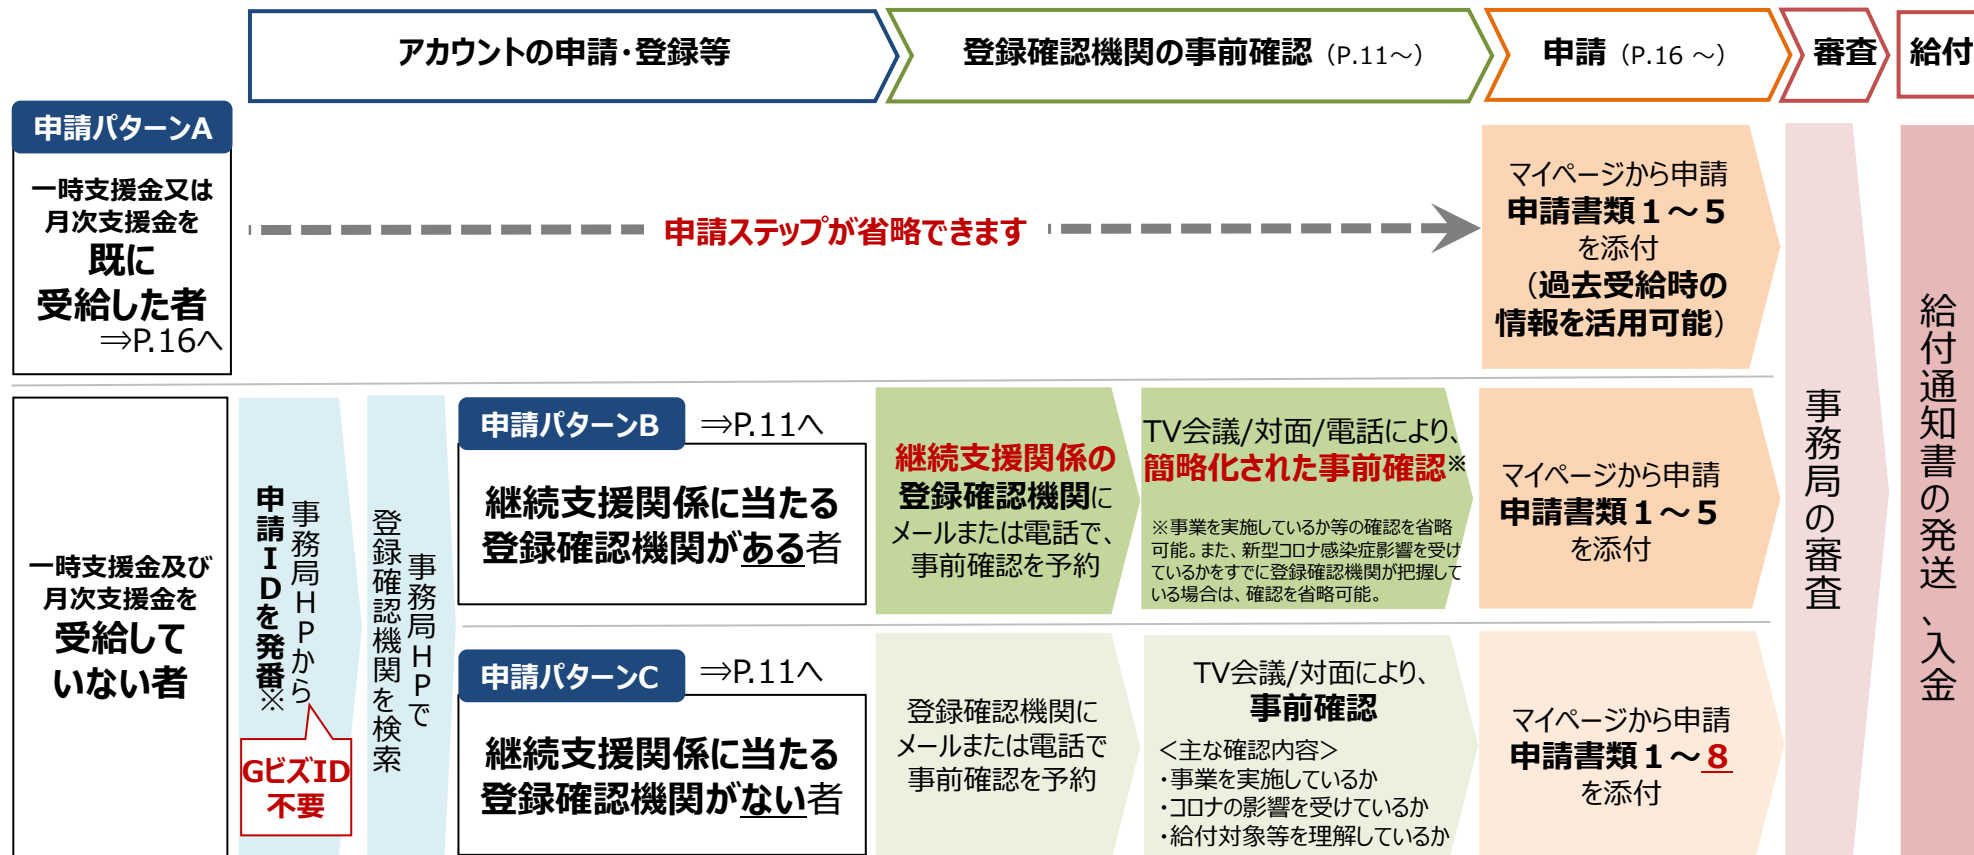 アカウントの申請・登録等
登録確認機関の事前確認（P.11～）
申請（P.16 ～）
審査
給付
申請パターンA
一時支援金又は
月次支援金を
既に
受給した者
⇒P.16へ
申請ステップが省略できます
マイページから申請
申請書類１～５
を添付
（過去受給時の
情報を活用可能）
一時支援金及び
月次支援金を
受給して
いない者
事務局ＨＰから
申請ＩＤを発番※
GビズID
不要
事務局ＨＰで
登録確認機関を検索
申請パターンB
⇒P.11へ
継続支援関係に当たる
登録確認機関がある者
継続支援関係の
登録確認機関に
メールまたは電話で、
事前確認を予約
TV会議/対面/電話により、
簡略化された事前確認※
※事業を実施しているか等の確認を省略
可能。また、新型コロナ感染症影響を受け
ているかをすでに登録確認機関が把握して
いる場合は、確認を省略可能。
マイページから申請
申請書類１～５
を添付
申請パターンC
⇒P.11へ
継続支援関係に当たる
登録確認機関がない者
登録確認機関に
メールまたは電話で
事前確認を予約
TV会議/対面により、
事前確認
＜主な確認内容＞
・事業を実施しているか
・コロナの影響を受けているか
・給付対象等を理解しているか
マイページから申請
申請書類１～８
を添付
事務局の審査
給付通知書の発送、入金